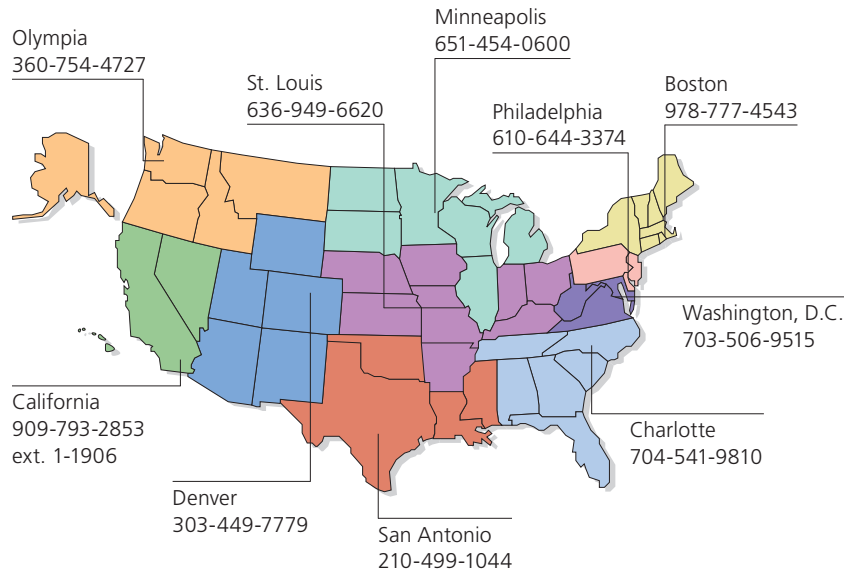 Minneapolis
651-454-0600
Olympia
360-754-4727
St. Louis
636-949-6620
Boston
978-777-4543
Philadelphia
610-644-3374
Washington, D.C.
703-506-9515
California
909-793-2853
ext. 1-1906
Charlotte
704-541-9810
Denver
303-449-7779
San Antonio
210-499-1044